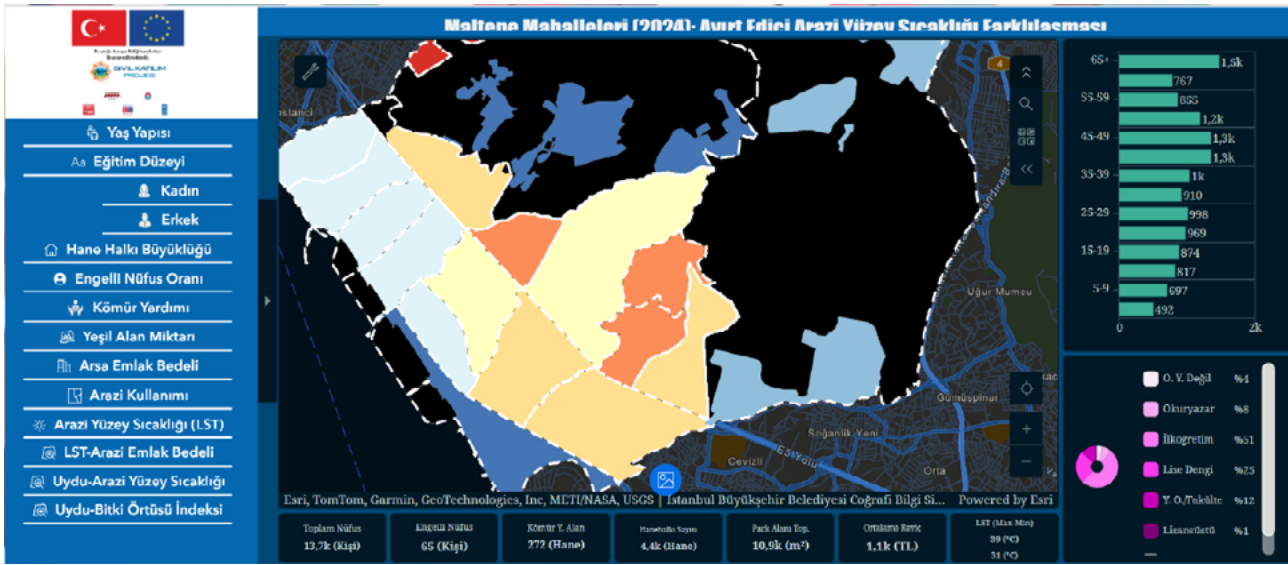 Maltepe Mahalleleri (2024)- Ayırt Edici Arazi Yüzey Sıcaklığı Farklılaşması
SİVİL KATILIM
PROJESİ
Yaş Yapısı
Aa Eğitim Düzeyi
Kadın
Erkek
Hane Halkı Büyüklüğü
Engelli Nüfus Oranı
Kömür Yardımı
Yeşil Alan Miktarı
Arsa Emlak Bedeli
Arazi Kullanımı
Arazi Yüzey Sıcaklığı (LST)
LST-Arazi Emlak Bedeli
Uydu-Arazi Yüzey Sıcaklığı
Uydu-Bitki Örtüsü İndeksi
ostancı
4
Uğur Mumcu
Gümüşpınar
Soğanlık Yeni
Cevizli
E5 Yolu
Orta
Esri, TomTom, Garmin, GeoTechnologies, Inc, METI/NASA, USGS | İstanbul Büyükşehir Belediyesi Coğrafi Bilgi Si... Powered by Esri
Toplam Nüfus
13,7k (Kişi)
Engelli Nüfus
65 (Kişi)
Kömür Y. Alan
272 (Hane)
Hanehalkı Sayısı
4,4k (Hane)
Park Alanı Top.
10,9k (m²)
Ortalama Rayiç
1,1k (TL)
LST (Max Min)
39 (°C)
31 (°C)
65+ 1,5k
767
55-59 855
1,2k
45-49 1,3k
1,3k
35-39 1k
910
25-29 998
969
15-19 874
817
5-9 697
492
0 2k
O. Y. Değil %4
Okuryazar %8
İlköğretim %51
Lise Dengi %25
Y. O./Fakülte %12
Lisansüstü %1